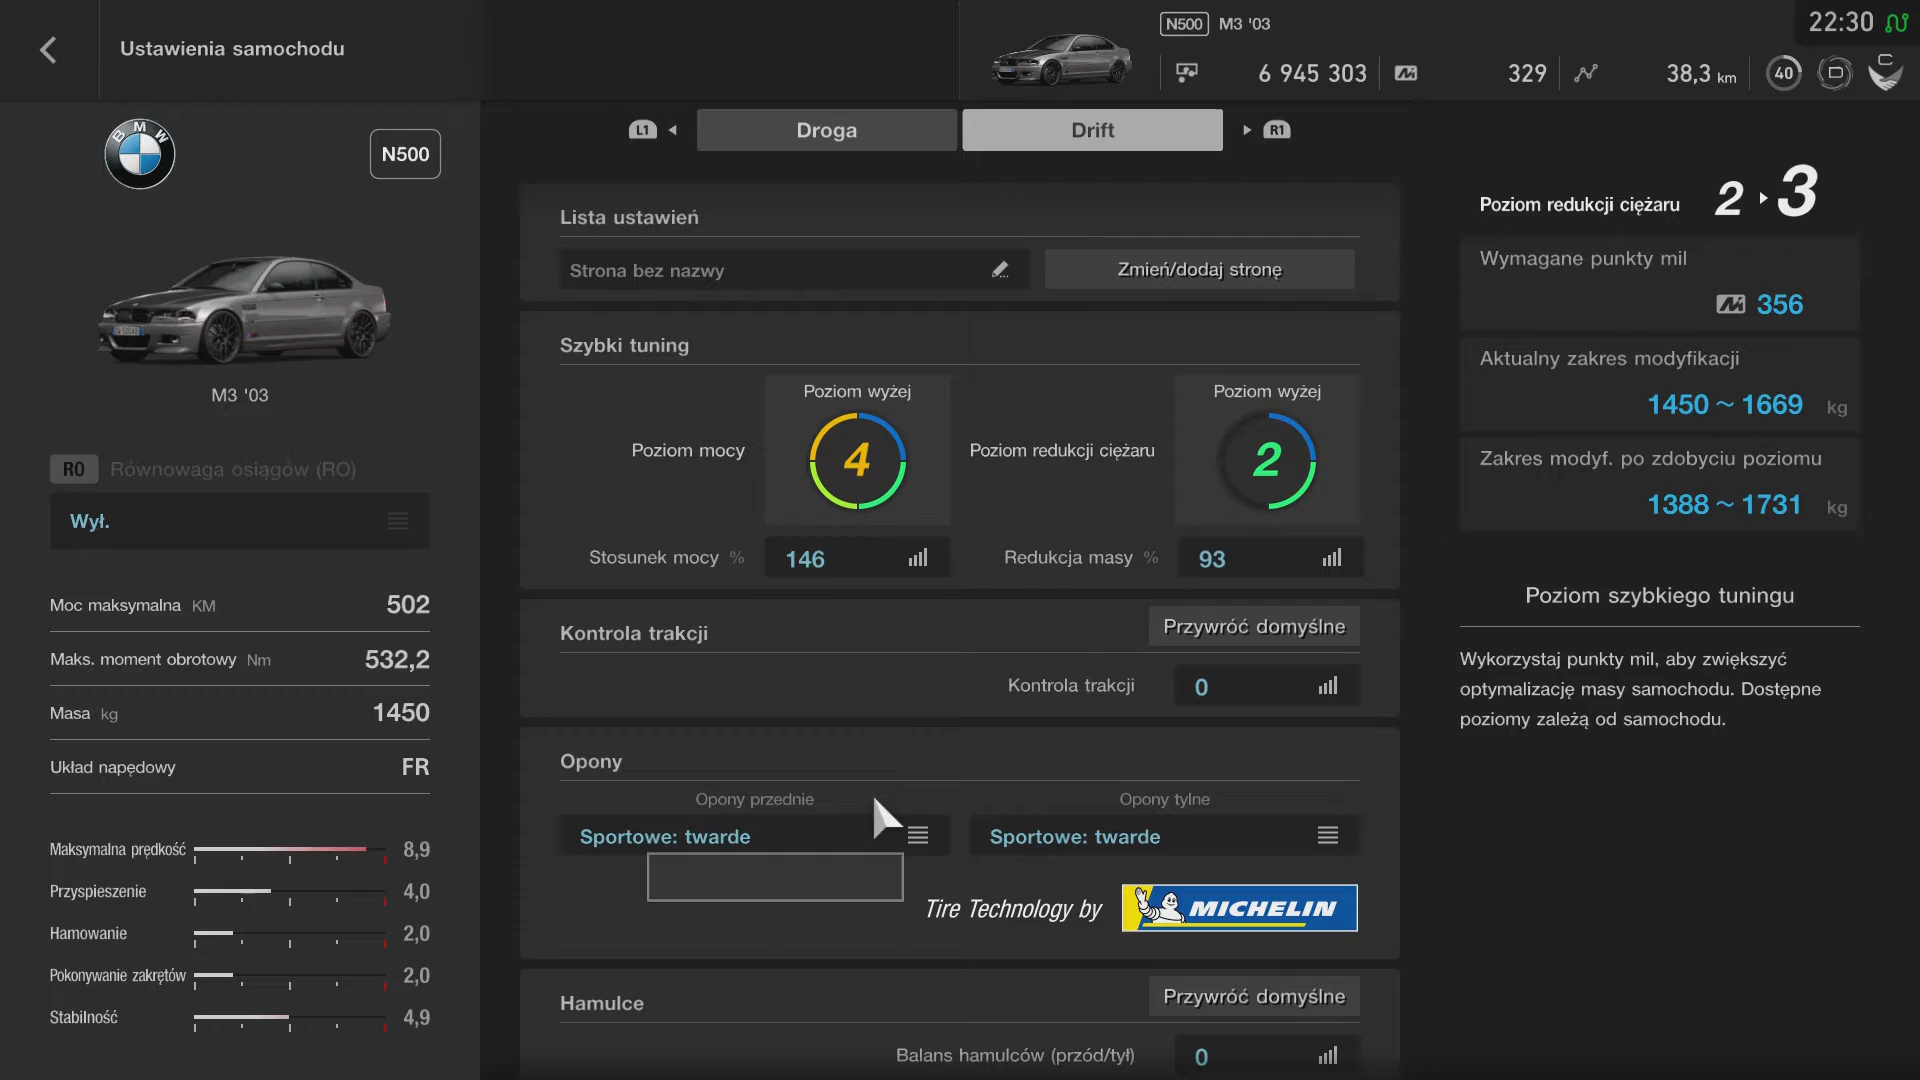 Ustawienia samochodu
N500 M3 '03
22:30
6 945 303
329
38,3 km
40
D
C
BMW
N500
M3 '03
RO Równowaga osiągów (RO)
Wył.
Moc maksymalna KM 502
Maks. moment obrotowy Nm 532,2
Masa kg 1450
Układ napędowy FR
Maksymalna prędkość 8,9
Przyspieszenie 4,0
Hamowanie 2,0
Pokonywanie zakrętów 2,0
Stabilność 4,9
L1 Droga Drift R1
Lista ustawień
Strona bez nazwy Zmień/dodaj stronę
Szybki tuning
Poziom wyżej Poziom wyżej
Poziom mocy 4 Poziom redukcji ciężaru 2
Stosunek mocy % 146 Redukcja masy % 93
Kontrola trakcji Przywróć domyślne
Kontrola trakcji 0
Opony
Opony przednie Opony tylne
Sportowe: twarde Sportowe: twarde
Tire Technology by MICHELIN
Hamulce Przywróć domyślne
Balans hamulców (przód/tył) 0
Poziom redukcji ciężaru 2 3
Wymagane punkty mil
356
Aktualny zakres modyfikacji
1450 ~ 1669 kg
Zakres modyf. po zdobyciu poziomu
1388 ~ 1731 kg
Poziom szybkiego tuningu
Wykorzystaj punkty mil, aby zwiększyć
optymalizację masy samochodu. Dostępne
poziomy zależą od samochodu.